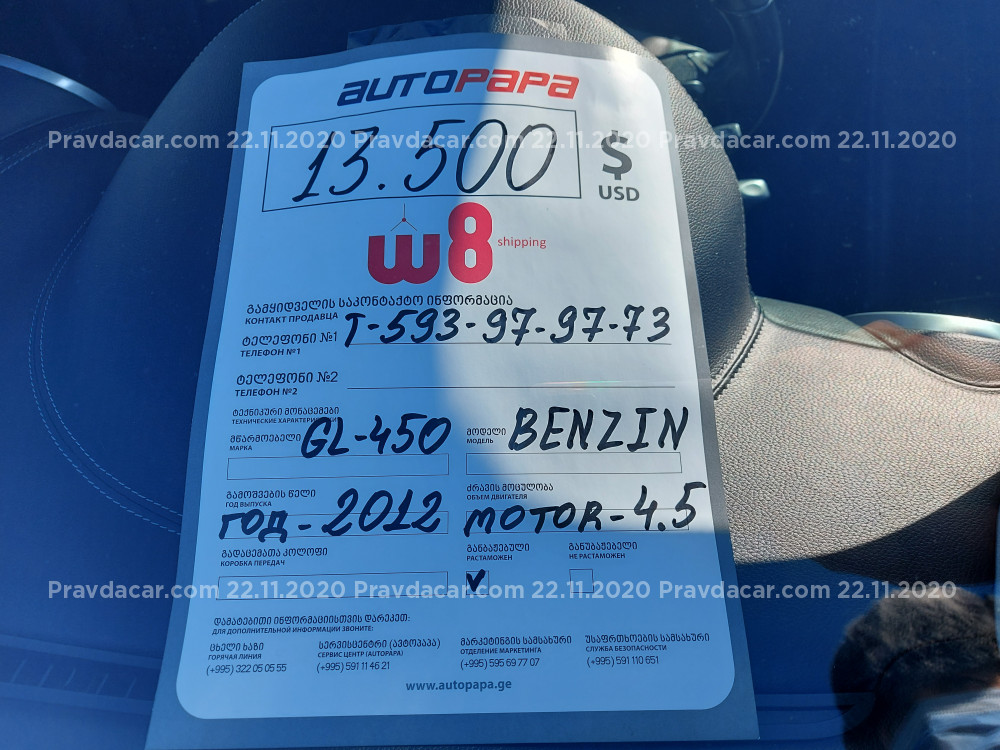 AUTOPAPA
13.500
$
USD
Pravdacar.com 22.11.2020 Pravdacar.com 22.11.2020 Pravdacar.com 22.11.2020
w8 shipping
ᲒᲐᲛᲧᲘᲓᲕᲔᲚᲘᲡ ᲡᲐᲙᲝᲜᲢᲐᲥᲢᲝ ᲘᲜᲤᲝᲠᲛᲐᲪᲘᲐ
КОНТАКТ ПРОДАВЦА
ᲢᲔᲚᲔᲤᲝᲜᲘ №1 T-593-97-97-73
ТЕЛЕФОН №1
ᲢᲔᲚᲔᲤᲝᲜᲘ №2
ТЕЛЕФОН №2
ᲢᲔᲥᲜᲘᲙᲣᲠᲘ ᲛᲝᲜᲐᲪᲔᲛᲔᲑᲘ
ТЕХНИЧЕСКИЕ ХАРАКТЕРИСТИКИ
ᲛᲬᲐᲠᲛᲝᲔᲑᲔᲚᲘ GL-450 ᲛᲝᲓᲔᲚᲘ BENZIN
МАРКА МОДЕЛЬ
ᲒᲐᲛᲝᲨᲕᲔᲑᲘᲡ ᲬᲔᲚᲘ ᲫᲠᲐᲕᲘᲡ ᲛᲝᲪᲣᲚᲝᲑᲐ
ГОД ВЫПУСКА ОБЪЕМ ДВИГАТЕЛЯ
год-2012 MOTOR-4.5
ᲒᲐᲓᲐᲪᲔᲛᲐᲗᲐ ᲙᲝᲚᲝᲤᲘ ᲒᲐᲜᲑᲐᲟᲔᲑᲣᲚᲘ ᲒᲐᲜᲣᲑᲐᲟᲔᲑᲔᲚᲘ
КОРОБКА ПЕРЕДАЧ РАСТАМОЖЕН НЕ РАСТАМОЖЕН
Pravdacar.com 22.11.2020 Pravdacar.com 22.11.2020 Pravdacar.com 22.11.2020
ᲓᲐᲛᲐᲢᲔᲑᲘᲗᲘ ᲘᲜᲤᲝᲠᲛᲐᲪᲘᲘᲡᲗᲕᲘᲡ ᲓᲐᲠᲔᲙᲔᲗ:
ДЛЯ ДОПОЛНИТЕЛЬНОЙ ИНФОРМАЦИИ ЗВОНИТЕ:
ᲪᲮᲔᲚᲘ ᲮᲐᲖᲘ ᲡᲔᲠᲕᲘᲡᲪᲔᲜᲢᲠᲘ (ᲐᲕᲢᲝᲞᲐᲞᲐ) ᲛᲐᲠᲙᲔᲢᲘᲜᲒᲘᲡ ᲡᲐᲛᲡᲐᲮᲣᲠᲘ ᲣᲡᲐᲤᲠᲗᲮᲝᲔᲑᲘᲡ ᲡᲐᲛᲡᲐᲮᲣᲠᲘ
ГОРЯЧАЯ ЛИНИЯ СЕРВИС ЦЕНТР (AUTOPAPA) ОТДЕЛЕНИЕ МАРКЕТИНГА СЛУЖБА БЕЗОПАСНОСТИ
(+995) 322 05 05 55 (+995) 591 11 46 21 (+995) 595 69 77 07 (+995) 591 110 651
www.autopapa.ge